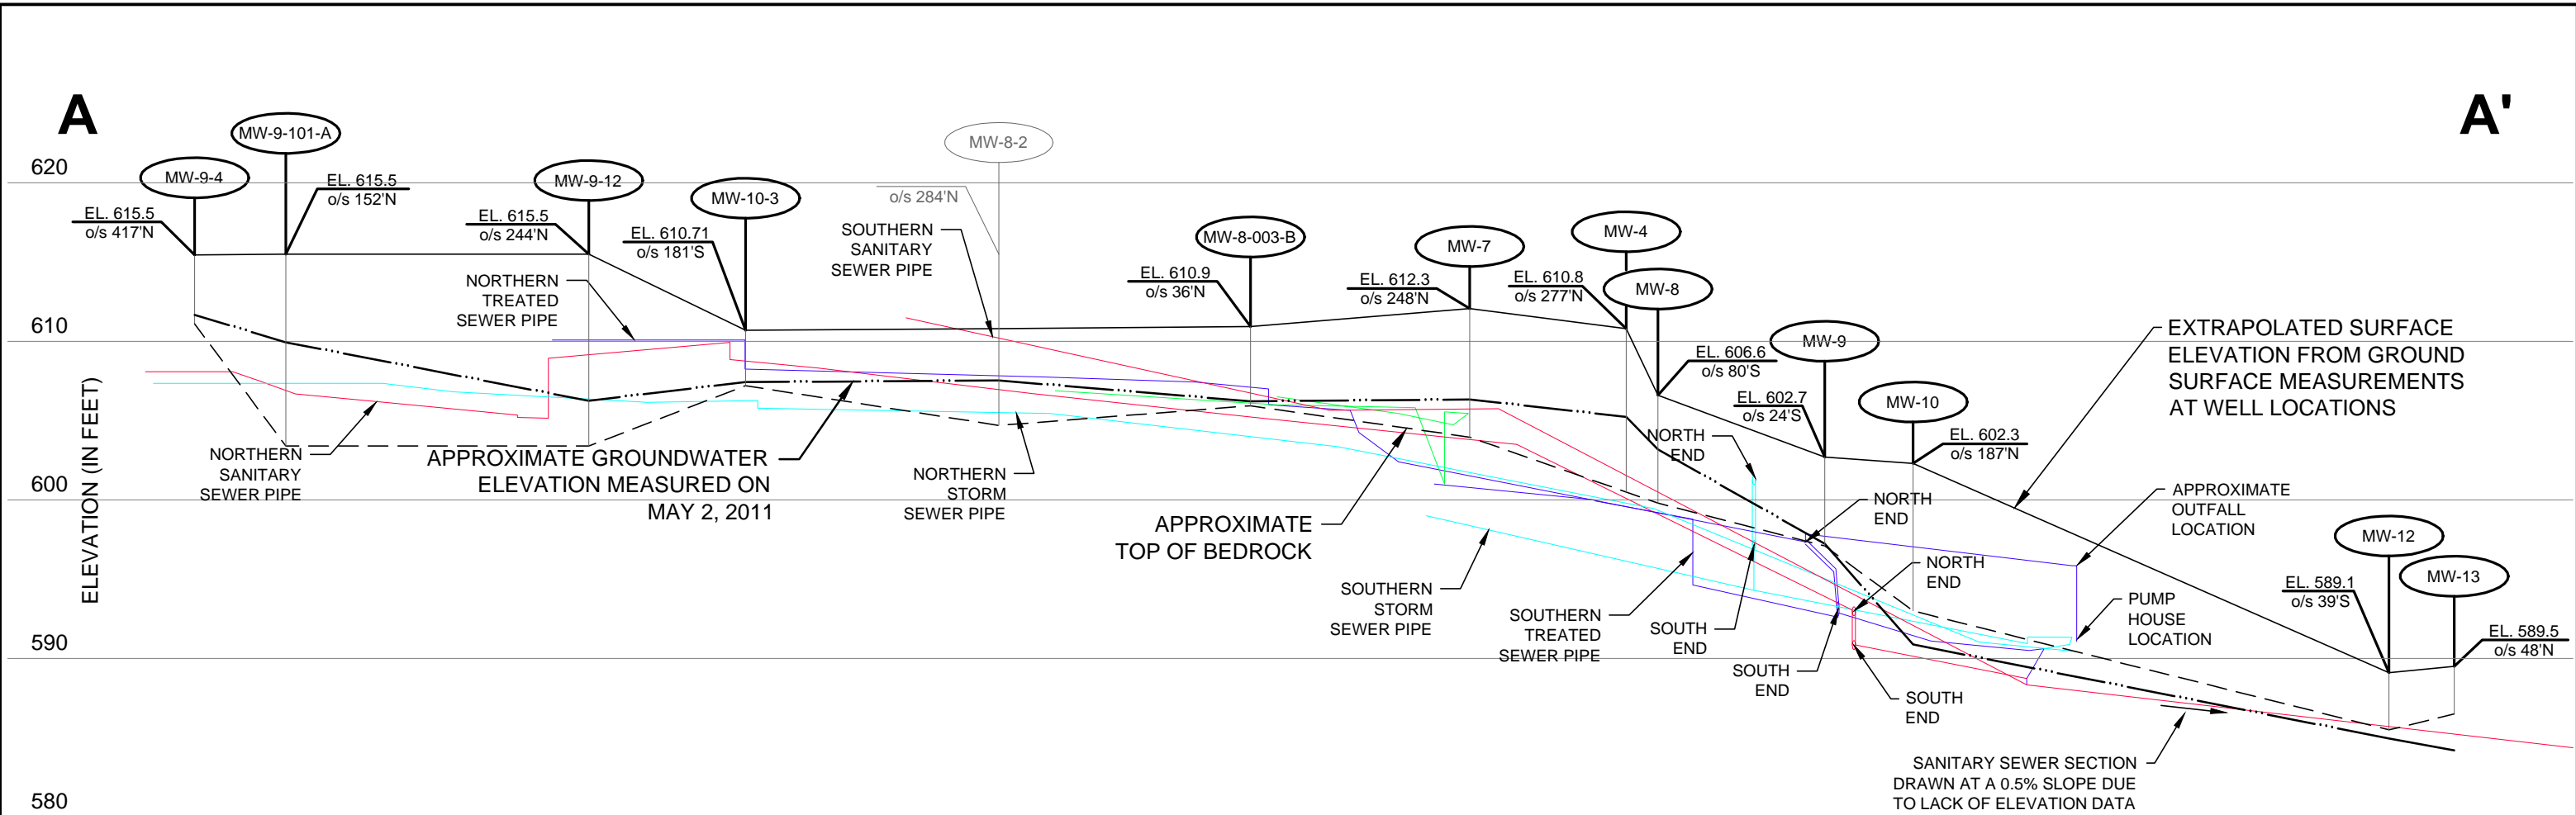 A
A'
MW-9-101-A
MW-8-2
620
MW-9-4
EL. 615.5
o/s 152'N
MW-9-12
MW-10-3
o/s 284'N
EL. 615.5
o/s 417'N
EL. 615.5
o/s 244'N
EL. 610.71
o/s 181'S
SOUTHERN
SANITARY
SEWER PIPE
MW-8-003-B
MW-7
MW-4
EL. 610.9
o/s 36'N
EL. 612.3
o/s 248'N
EL. 610.8
o/s 277'N
MW-8
NORTHERN
TREATED
SEWER PIPE
610
MW-9
EXTRAPOLATED SURFACE
ELEVATION FROM GROUND
SURFACE MEASUREMENTS
AT WELL LOCATIONS
EL. 606.6
o/s 80'S
EL. 602.7
o/s 24'S
MW-10
EL. 602.3
o/s 187'N
ELEVATION (IN FEET)
NORTHERN
SANITARY
SEWER PIPE
APPROXIMATE GROUNDWATER
ELEVATION MEASURED ON
MAY 2, 2011
NORTHERN
STORM
SEWER PIPE
NORTH
END
600
NORTH
END
APPROXIMATE
OUTFALL
LOCATION
APPROXIMATE
TOP OF BEDROCK
MW-12
MW-13
NORTH
END
SOUTHERN
STORM
SEWER PIPE
SOUTHERN
TREATED
SEWER PIPE
SOUTH
END
EL. 589.1
o/s 39'S
PUMP
HOUSE
LOCATION
EL. 589.5
o/s 48'N
590
SOUTH
END
SOUTH
END
SANITARY SEWER SECTION
DRAWN AT A 0.5% SLOPE DUE
TO LACK OF ELEVATION DATA
580